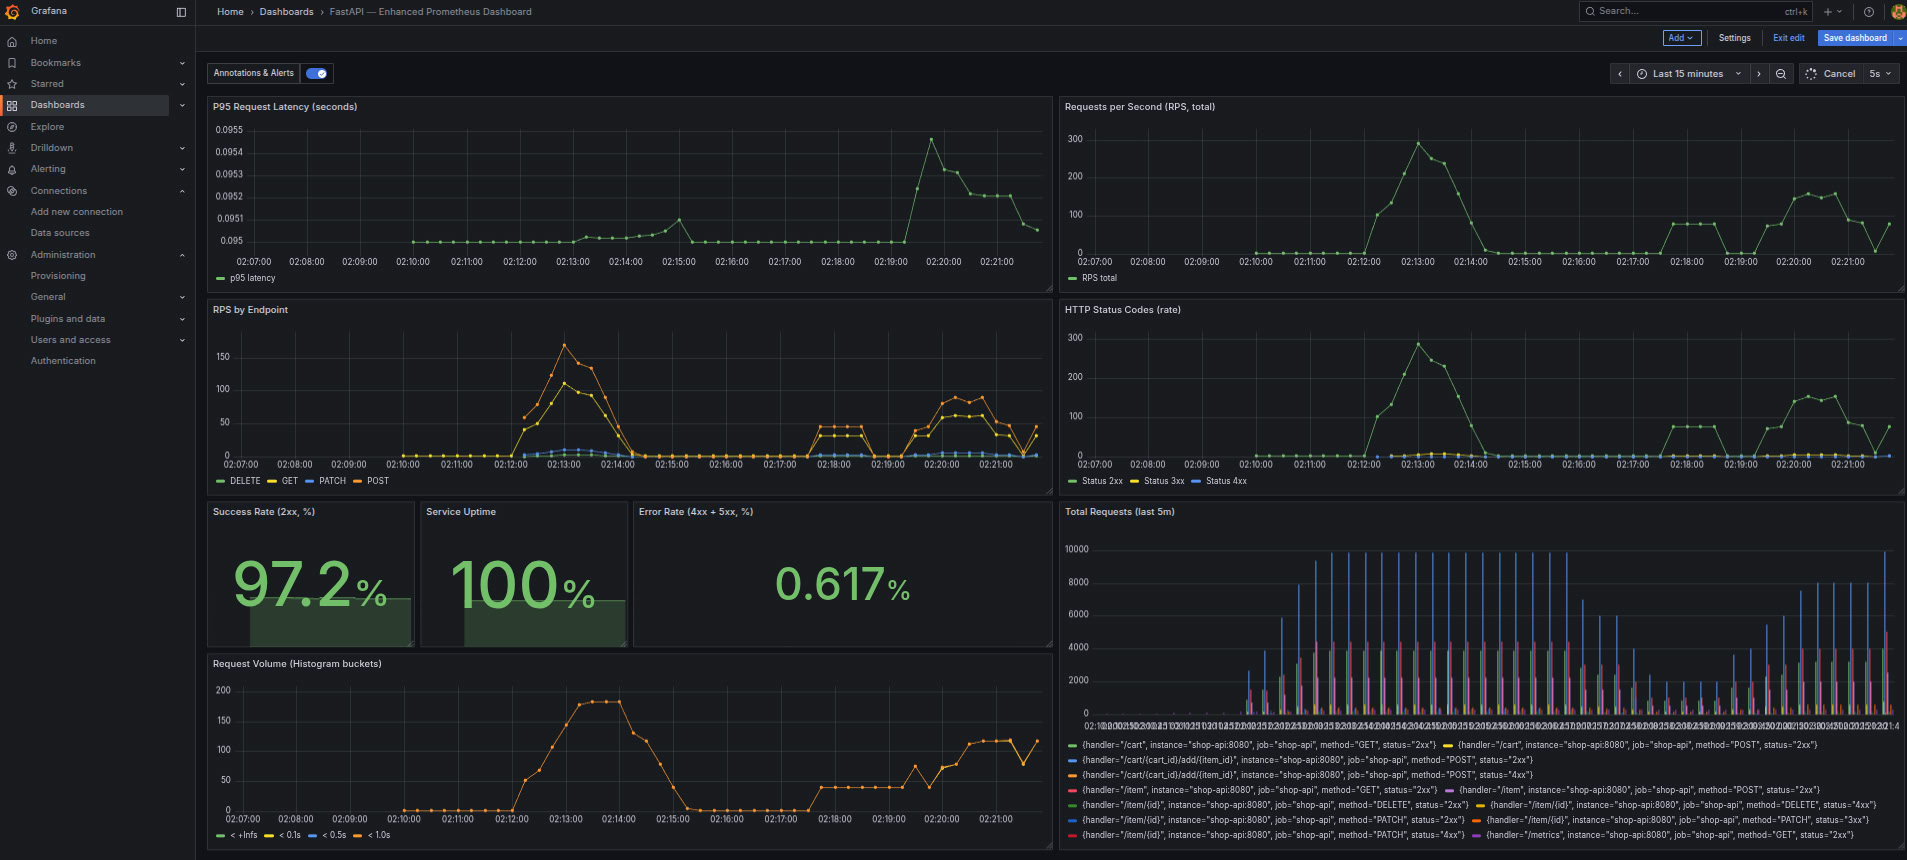 Grafana
Home › Dashboards › FastAPI — Enhanced Prometheus Dashboard
Search...
ctrl+k
Add
Settings
Exit edit
Save dashboard
Home
Bookmarks
Starred
Dashboards
Explore
Drilldown
Alerting
Connections
Add new connection
Data sources
Administration
Provisioning
General
Plugins and data
Users and access
Authentication
Annotations & Alerts
Last 15 minutes
Cancel
5s
P95 Request Latency (seconds)
0.0955
0.0954
0.0953
0.0952
0.0951
0.095
02:07:00 02:08:00 02:09:00 02:10:00 02:11:00 02:12:00 02:13:00 02:14:00 02:15:00 02:16:00 02:17:00 02:18:00 02:19:00 02:20:00 02:21:00
p95 latency
Requests per Second (RPS, total)
300
200
100
0
02:07:00 02:08:00 02:09:00 02:10:00 02:11:00 02:12:00 02:13:00 02:14:00 02:15:00 02:16:00 02:17:00 02:18:00 02:19:00 02:20:00 02:21:00
RPS total
RPS by Endpoint
150
100
50
0
02:07:00 02:08:00 02:09:00 02:10:00 02:11:00 02:12:00 02:13:00 02:14:00 02:15:00 02:16:00 02:17:00 02:18:00 02:19:00 02:20:00 02:21:00
DELETE GET PATCH POST
HTTP Status Codes (rate)
300
200
100
0
02:07:00 02:08:00 02:09:00 02:10:00 02:11:00 02:12:00 02:13:00 02:14:00 02:15:00 02:16:00 02:17:00 02:18:00 02:19:00 02:20:00 02:21:00
Status 2xx Status 3xx Status 4xx
Success Rate (2xx, %)
97.2%
Service Uptime
100%
Error Rate (4xx + 5xx, %)
0.617%
Total Requests (last 5m)
10000
8000
6000
4000
2000
0
{handler="/cart", instance="shop-api:8080", job="shop-api", method="GET", status="2xx"} {handler="/cart", instance="shop-api:8080", job="shop-api", method="POST", status="2xx"}
{handler="/cart/{cart_id}/add/{item_id}", instance="shop-api:8080", job="shop-api", method="POST", status="2xx"}
{handler="/cart/{cart_id}/add/{item_id}", instance="shop-api:8080", job="shop-api", method="POST", status="4xx"}
{handler="/item", instance="shop-api:8080", job="shop-api", method="GET", status="2xx"} {handler="/item", instance="shop-api:8080", job="shop-api", method="POST", status="2xx"}
{handler="/item/{id}", instance="shop-api:8080", job="shop-api", method="DELETE", status="2xx"} {handler="/item/{id}", instance="shop-api:8080", job="shop-api", method="DELETE", status="4xx"}
{handler="/item/{id}", instance="shop-api:8080", job="shop-api", method="PATCH", status="2xx"} {handler="/item/{id}", instance="shop-api:8080", job="shop-api", method="PATCH", status="3xx"}
{handler="/item/{id}", instance="shop-api:8080", job="shop-api", method="PATCH", status="4xx"} {handler="/metrics", instance="shop-api:8080", job="shop-api", method="GET", status="2xx"}
Request Volume (Histogram buckets)
200
150
100
50
0
02:07:00 02:08:00 02:09:00 02:10:00 02:11:00 02:12:00 02:13:00 02:14:00 02:15:00 02:16:00 02:17:00 02:18:00 02:19:00 02:20:00 02:21:00
< +Infs < 0.1s < 0.5s < 1.0s